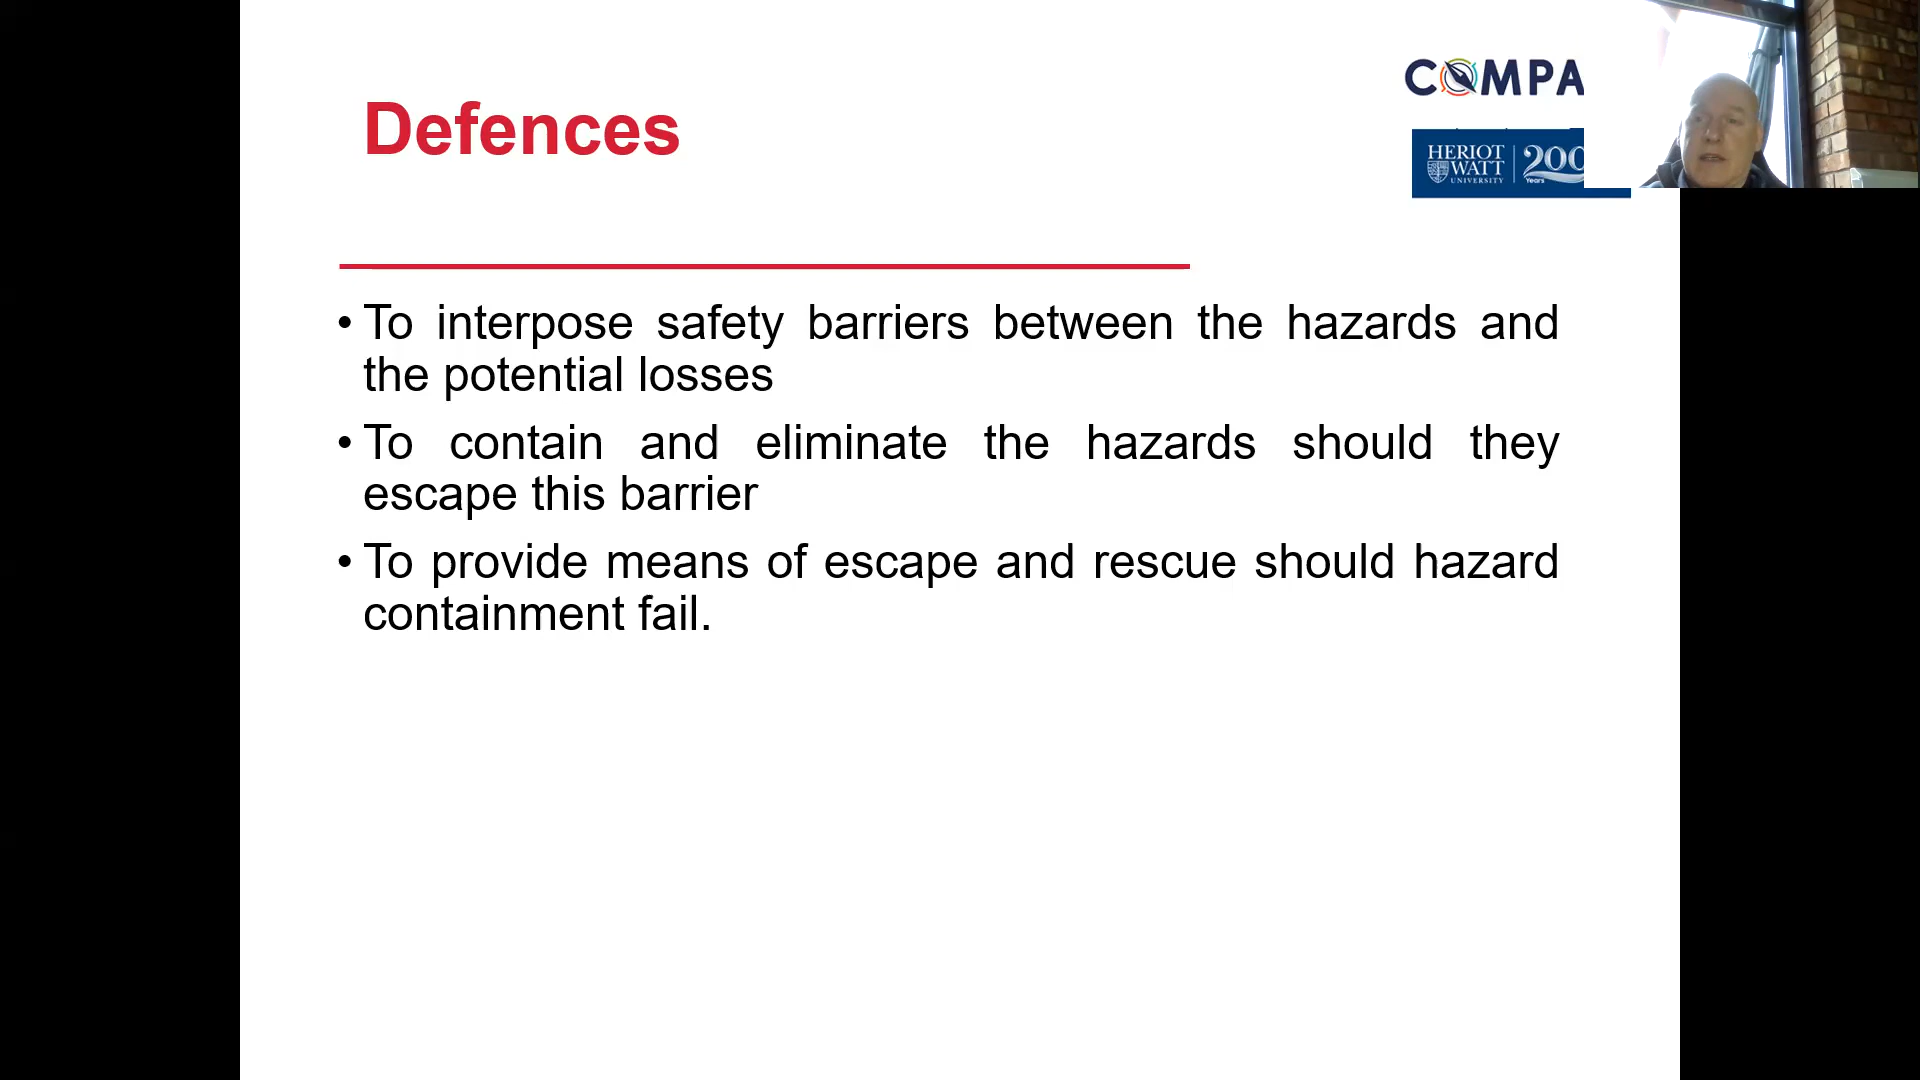 COMPA
Defences
HERIOT
WATT
UNIVERSITY
200
Years
• To interpose safety barriers between the hazards and
the potential losses
• To contain and eliminate the hazards should they
escape this barrier
• To provide means of escape and rescue should hazard
containment fail.